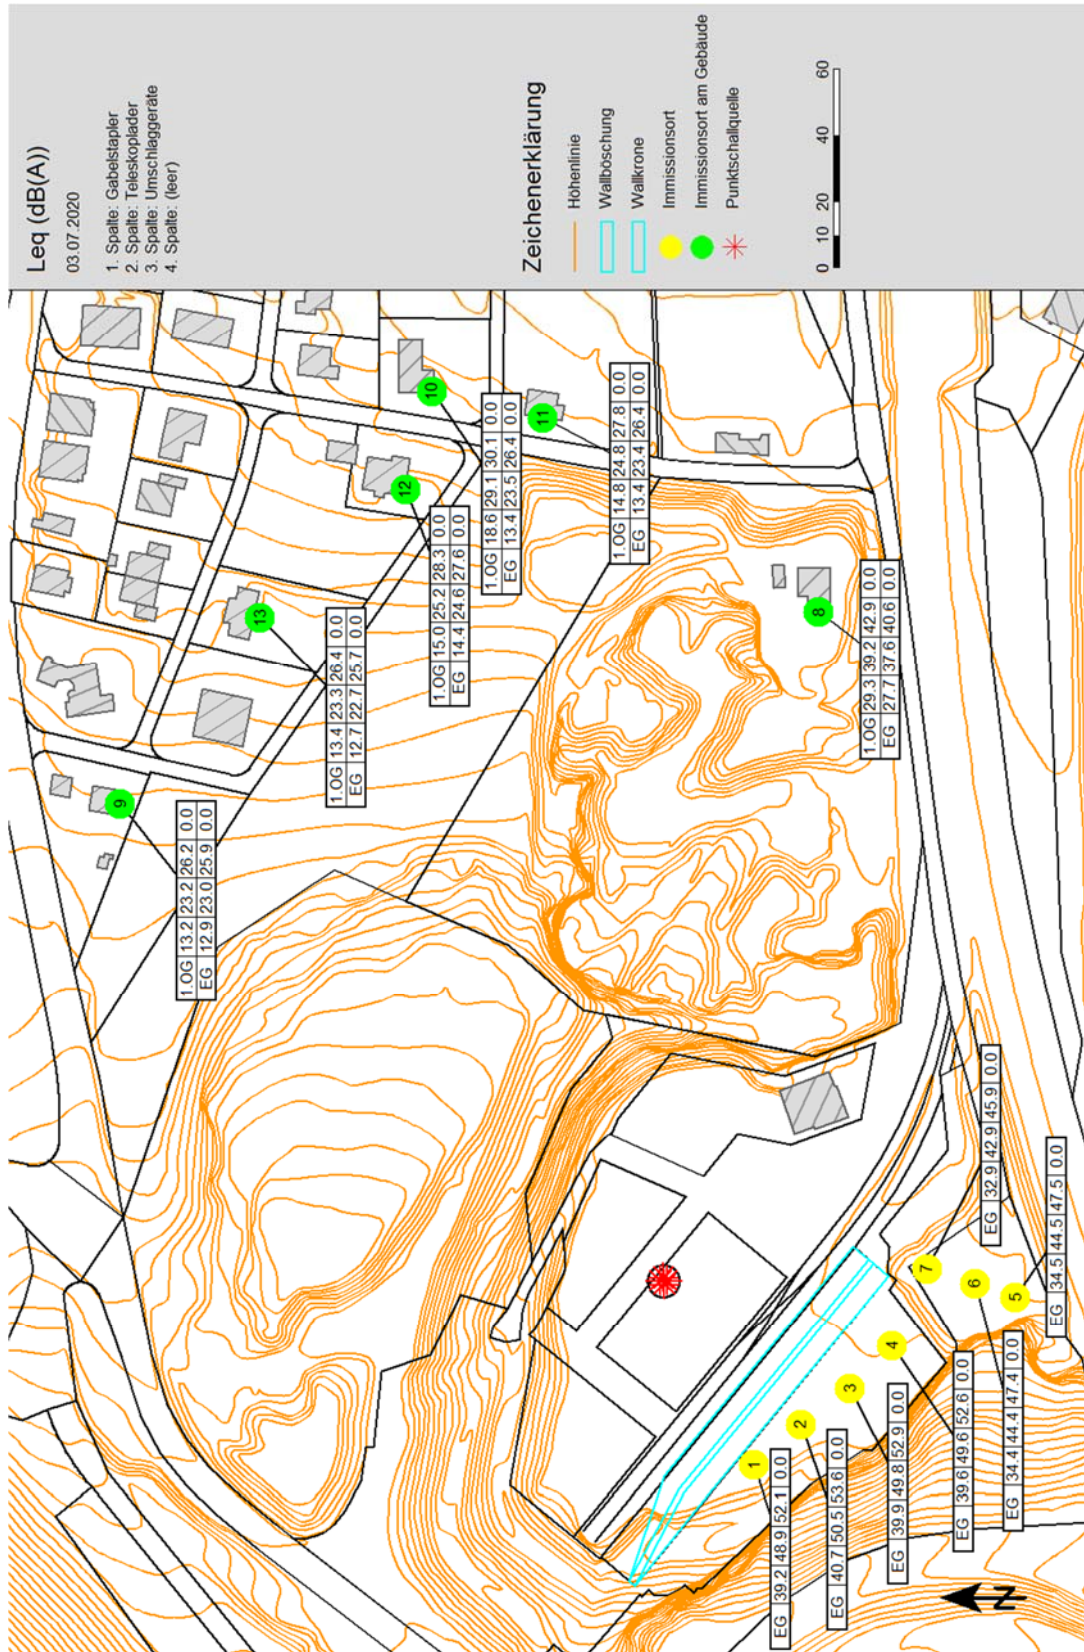 Leq (dB(A))
03.07.2020
1. Spalte: Gabelstapler
2. Spalte: Teleskoplader
3. Spalte: Umschlaggeräte
4. Spalte: (leer)
Zeichenerklärung
Höhenlinie
Wallböschung
Wallkrone
Immissionsort
Immissionsort am Gebäude
Punktschallquelle
0 10 20 40 60
9
1.OG 13.2 23.2 26.2 0.0
EG 12.9 23.0 25.9 0.0
13
1.OG 13.4 23.3 26.4 0.0
EG 12.7 22.7 25.7 0.0
12
1.OG 15.0 25.2 28.3 0.0
EG 14.4 24.6 27.6 0.0
10
1.OG 18.6 29.1 30.1 0.0
EG 13.4 23.5 26.4 0.0
11
1.OG 14.8 24.8 27.8 0.0
EG 13.4 23.4 26.4 0.0
8
1.OG 29.3 39.2 42.9 0.0
EG 27.7 37.6 40.6 0.0
1
EG 39.2 48.9 52.1 0.0
2
EG 40.7 50.5 53.6 0.0
3
EG 39.9 49.8 52.9 0.0
4
EG 39.6 49.6 52.6 0.0
7
EG 32.9 42.9 45.9 0.0
6
EG 34.4 44.4 47.4 0.0
5
EG 34.5 44.5 47.5 0.0
N